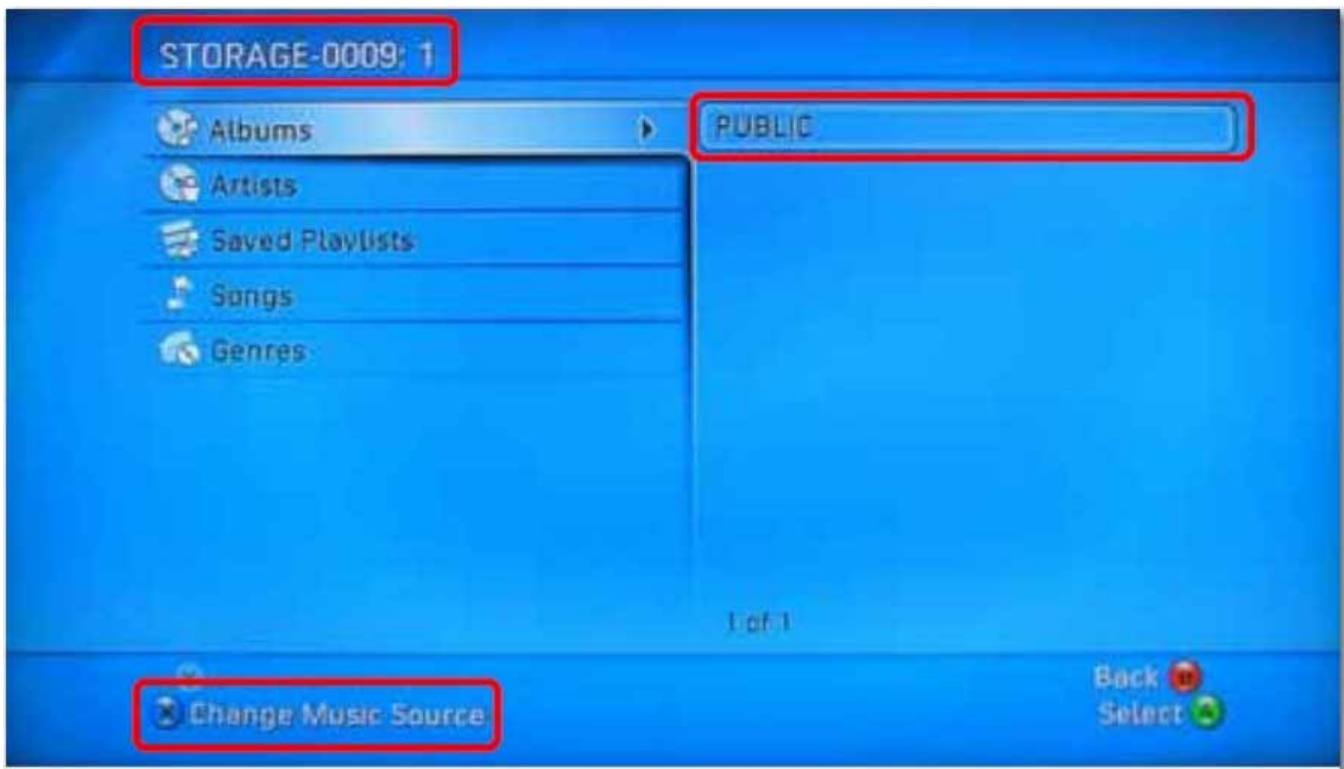 STORAGE-0009: 1
Albums
PUBLIC
Artists
Saved Playlists
Songs
Genres
1 of 1
Back B
Change Music Source
Select A